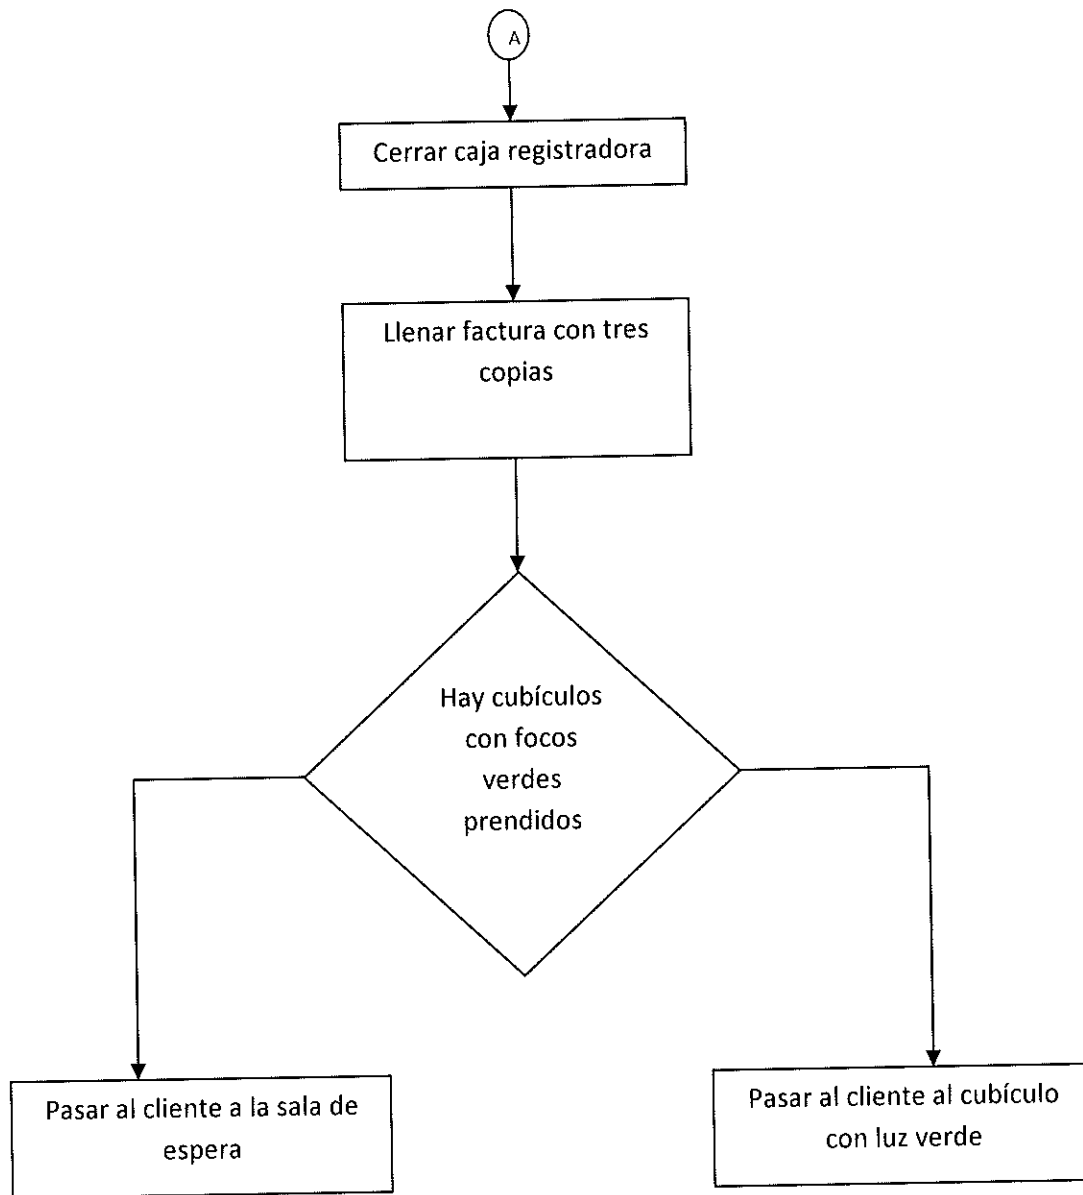 A
Cerrar caja registradora
Llenar factura con tres
copias
Hay cubículos
con focos
verdes
prendidos
Pasar al cliente a la sala de
espera
Pasar al cliente al cubículo
con luz verde